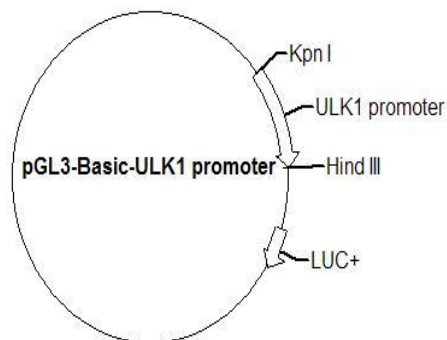 Kpn I
ULK1 promoter
pGL3-Basic-ULK1 promoter
Hind III
LUC+